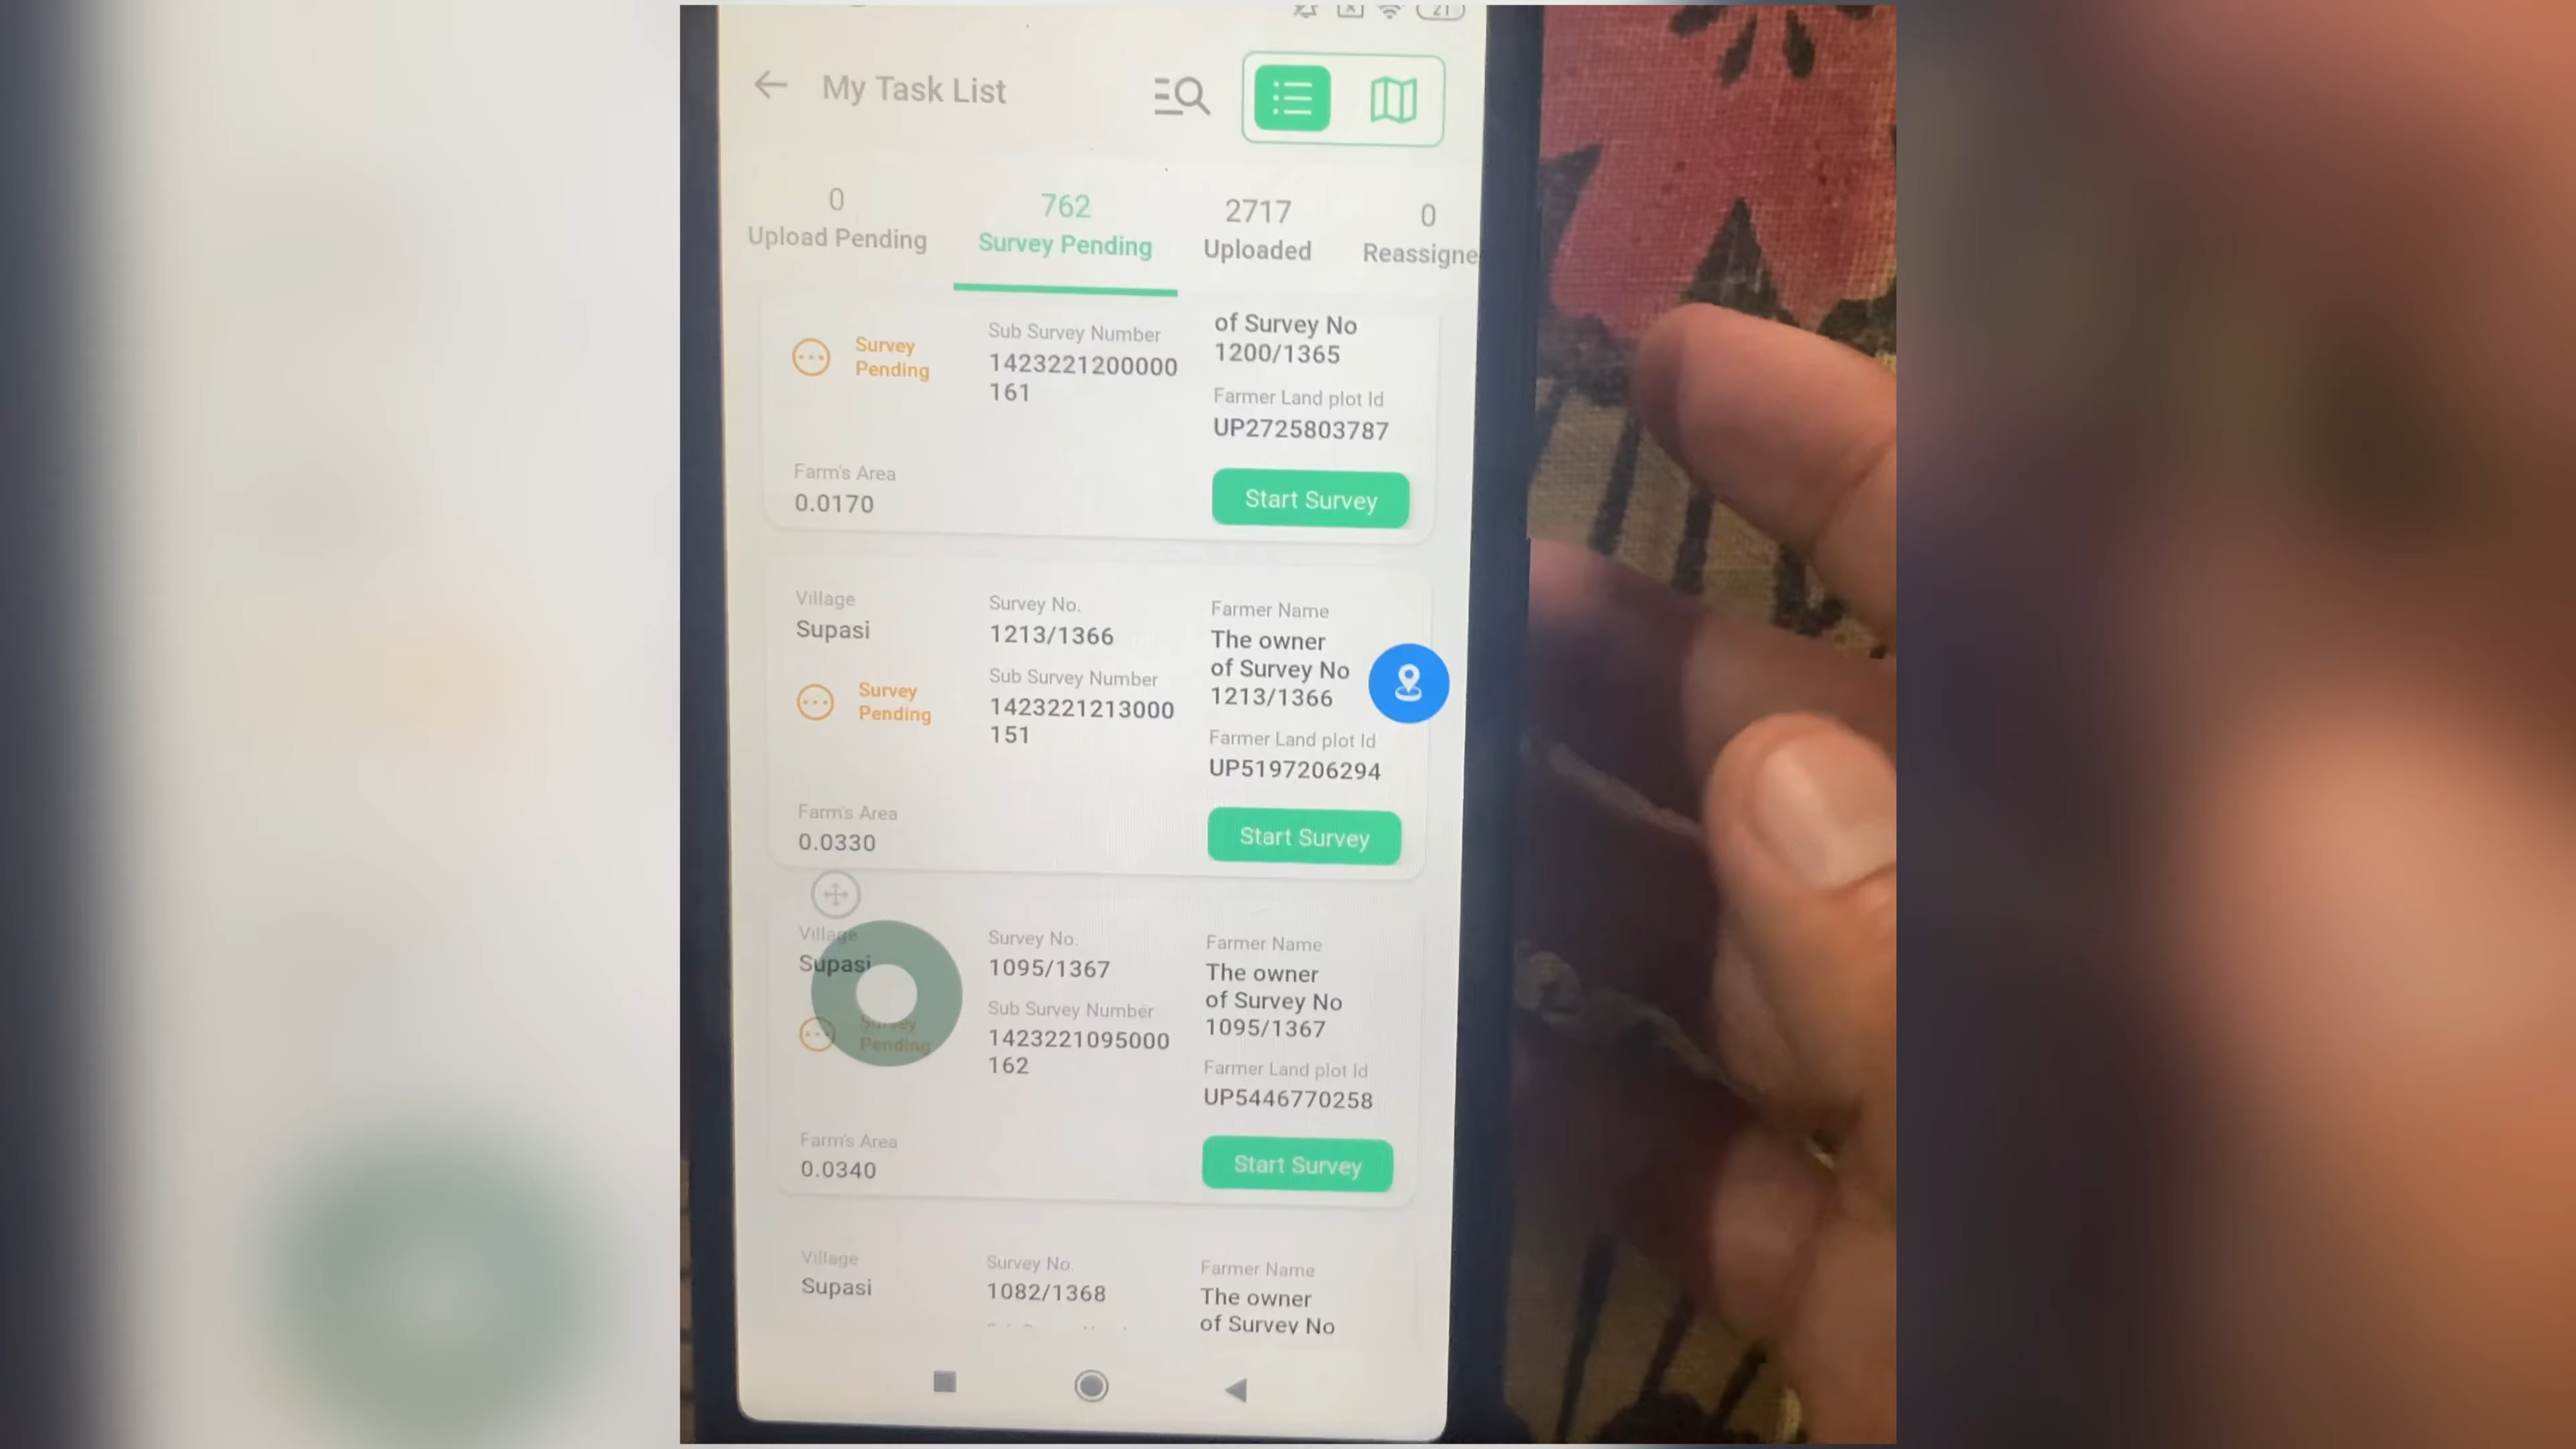 21
My Task List
0
Upload Pending
762
Survey Pending
2717
Uploaded
0
Reassigne
Survey
Pending
Sub Survey Number
1423221200000
161
of Survey No
1200/1365
Farmer Land plot Id
UP2725803787
Farm's Area
0.0170
Start Survey
Village
Supasi
Survey No.
1213/1366
Farmer Name
The owner
of Survey No
1213/1366
Survey
Pending
Sub Survey Number
1423221213000
151
Farmer Land plot Id
UP5197206294
Farm's Area
0.0330
Start Survey
Village
Supasi
Survey No.
1095/1367
Farmer Name
The owner
of Survey No
1095/1367
Survey
Pending
Sub Survey Number
1423221095000
162
Farmer Land plot Id
UP5446770258
Farm's Area
0.0340
Start Survey
Village
Supasi
Survey No.
1082/1368
Farmer Name
The owner
of Survey No